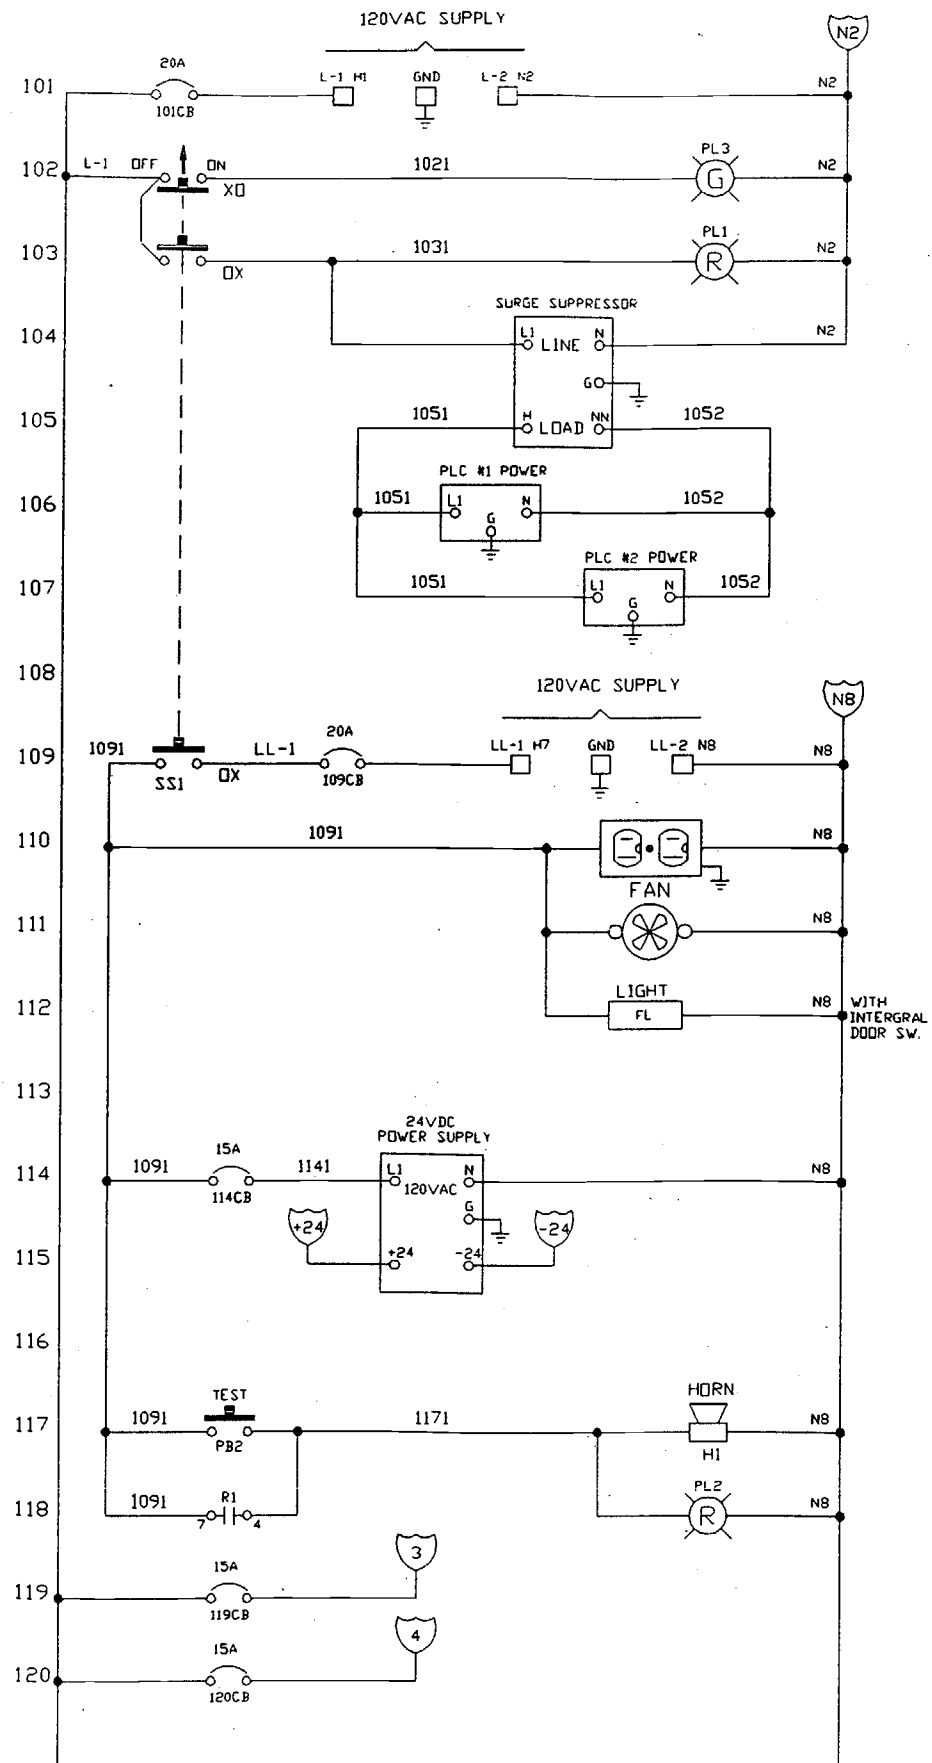 120VAC SUPPLY
N2
101
20A
101CB
L-1 H1
GND
L-2 N2
N2
102
L-1
OFF
ON
XO
1021
PL3
G
N2
103
OX
1031
PL1
R
N2
SURGE SUPPRESSOR
104
L1
LINE
N
N2
G
105
1051
H
LOAD
NN
1052
PLC #1 POWER
106
1051
L1
N
G
1052
PLC #2 POWER
107
1051
L1
N
G
1052
108
120VAC SUPPLY
N8
109
1091
SS1
OX
LL-1
20A
109CB
LL-1 H7
GND
LL-2 N8
N8
110
1091
N8
FAN
111
N8
LIGHT
112
FL
N8
WITH
INTERGRAL
DOOR SW.
113
24VDC
POWER SUPPLY
114
1091
15A
114CB
1141
L1
120VAC
N
N8
G
+24
-24
115
+24
-24
116
TEST
HORN
117
1091
PB2
1171
H1
N8
118
1091
R1
7
4
PL2
R
N8
3
119
15A
119CB
4
120
15A
120CB